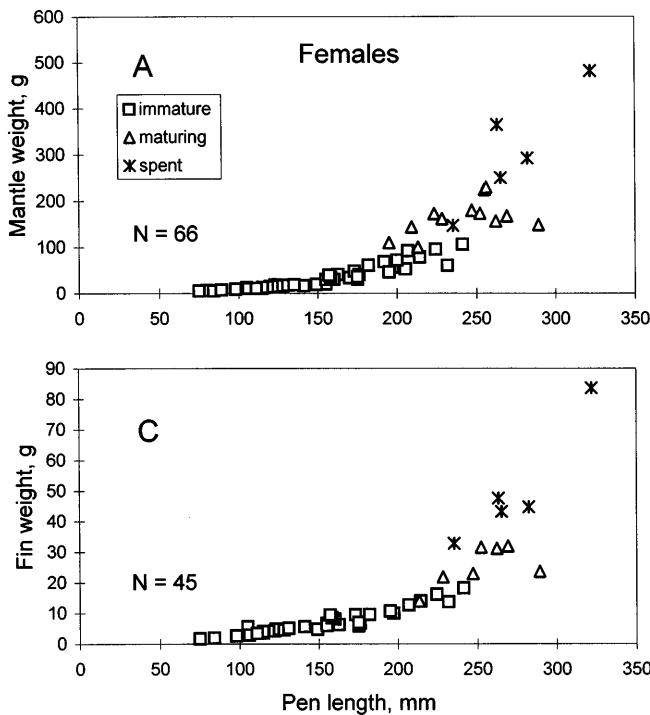 A
Females
immature
maturing
spent
N = 66
Mantle weight, g
600
500
400
300
200
100
0
0 50 100 150 200 250 300 350
C
N = 45
Fin weight, g
90
80
70
60
50
40
30
20
10
0
0 50 100 150 200 250 300 350
Pen length, mm